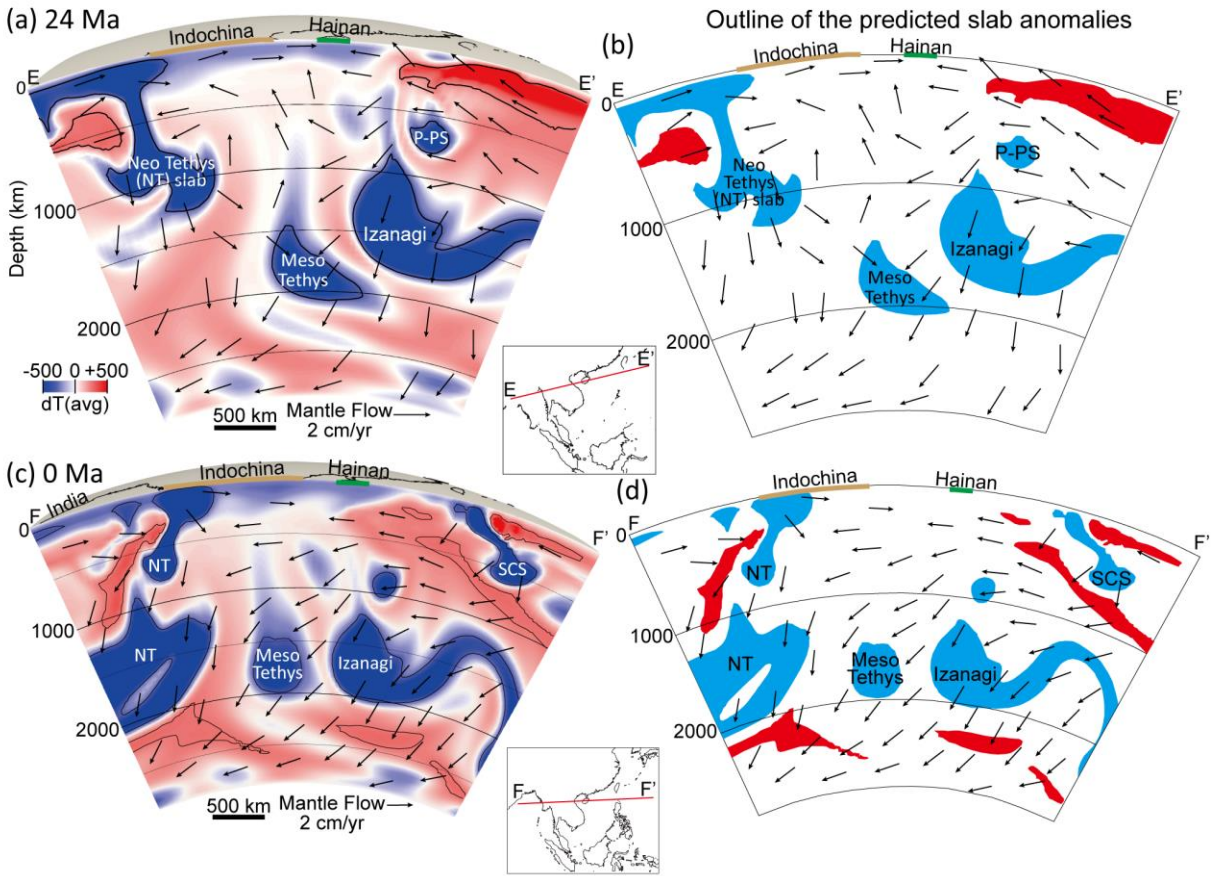 (a) 24 Ma
Indochina
Hainan
E
0
E'
P-PS
Neo Tethys
(NT) slab
1000
Izanagi
Depth (km)
Meso
Tethys
2000
-500 0 +500
dT(avg)
500 km
Mantle Flow
2 cm/yr
Outline of the predicted slab anomalies
(b)
Indochina
Hainan
E
0
E'
P-PS
Neo
Tethys
(NT) slab
1000
Izanagi
Meso
Tethys
2000
E
E'
(c) 0 Ma
Indochina
Hainan
India
F
0
F'
NT
SCS
1000
NT
Meso
Tethys
Izanagi
2000
500 km
Mantle Flow
2 cm/yr
(d)
Indochina
Hainan
F
0
F'
NT
SCS
1000
NT
Meso
Tethys
Izanagi
2000
F
F'